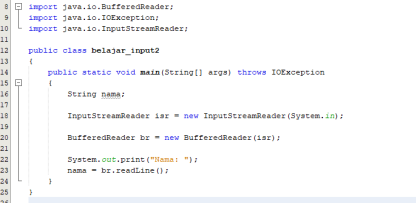 8 import java.io.BufferedReader;
9 import java.io.IOException;
10 import java.io.InputStreamReader;
11
12 public class belajar_input2
13 {
14 public static void main(String[] args) throws IOException
15 {
16 String nama;
17
18 InputStreamReader isr = new InputStreamReader(System.in);
19
20 BufferedReader br = new BufferedReader(isr);
21
22 System.out.print("Nama: ");
23 nama = br.readLine();
24 }
25 }
26